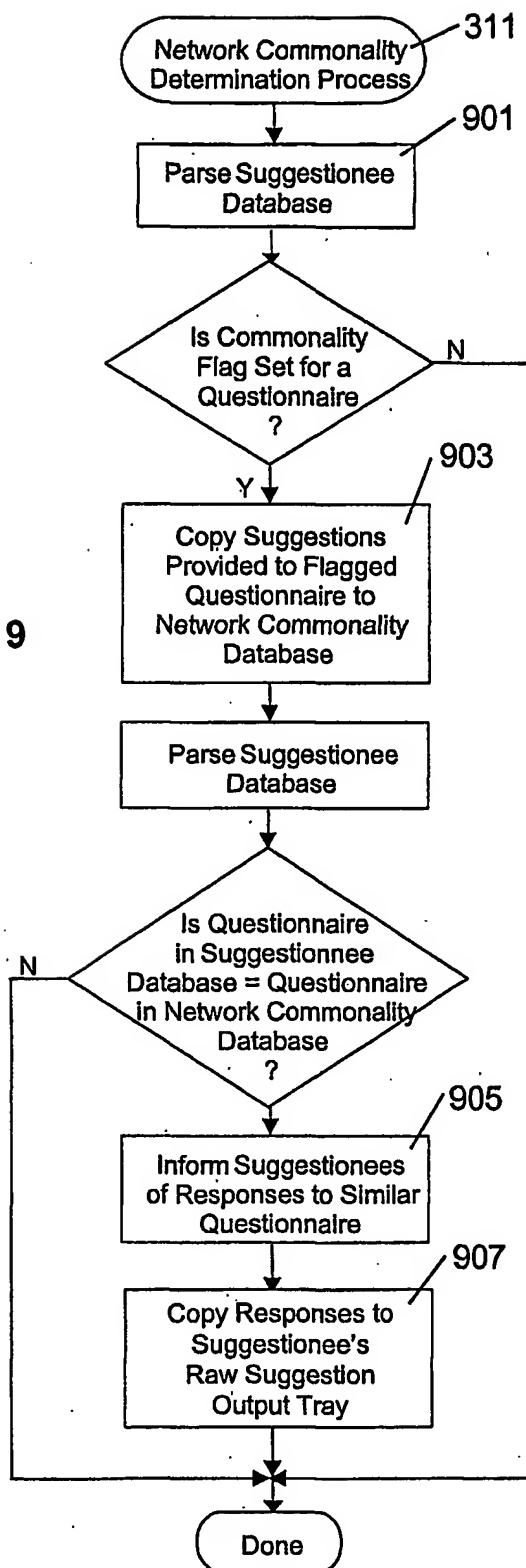 Network Commonality
Determination Process
311
901
Parse Suggestionee
Database
Is Commonality
Flag Set for a
Questionnaire
?
N
Y
903
Copy Suggestions
Provided to Flagged
Questionnaire to
Network Commonality
Database
9
Parse Suggestionee
Database
Is Questionnaire
in Suggestionnee
Database = Questionnaire
in Network Commonality
Database
?
N
905
Inform Suggestionees
of Responses to Similar
Questionnaire
907
Copy Responses to
Suggestionee's
Raw Suggestion
Output Tray
Done